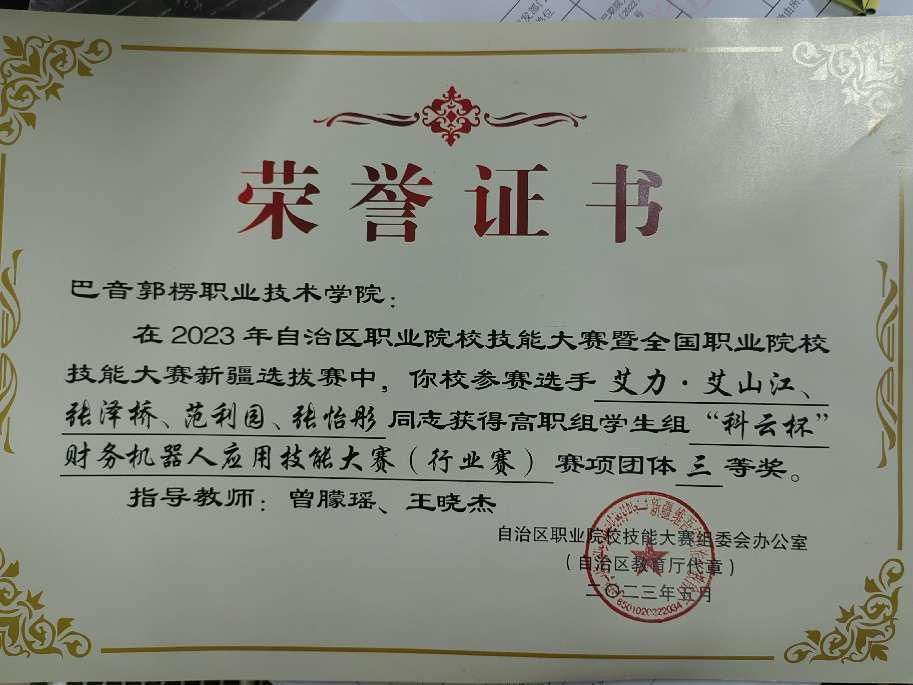 荣誉证书
巴音郭楞职业技术学院：
在2023年自治区职业院校技能大赛暨全国职业院校
技能大赛新疆选拔赛中，你校参赛选手 艾力·艾山江、
张泽桥、范利园、张怡彤 同志获得高职组学生组 “科云杯”
财务机器人应用技能大赛（行业赛） 赛项团体 三 等奖。
指导教师：曾朦瑶、王晓杰
自治区职业院校技能大赛组委会办公室
（自治区教育厅代章）
二〇二三年五月